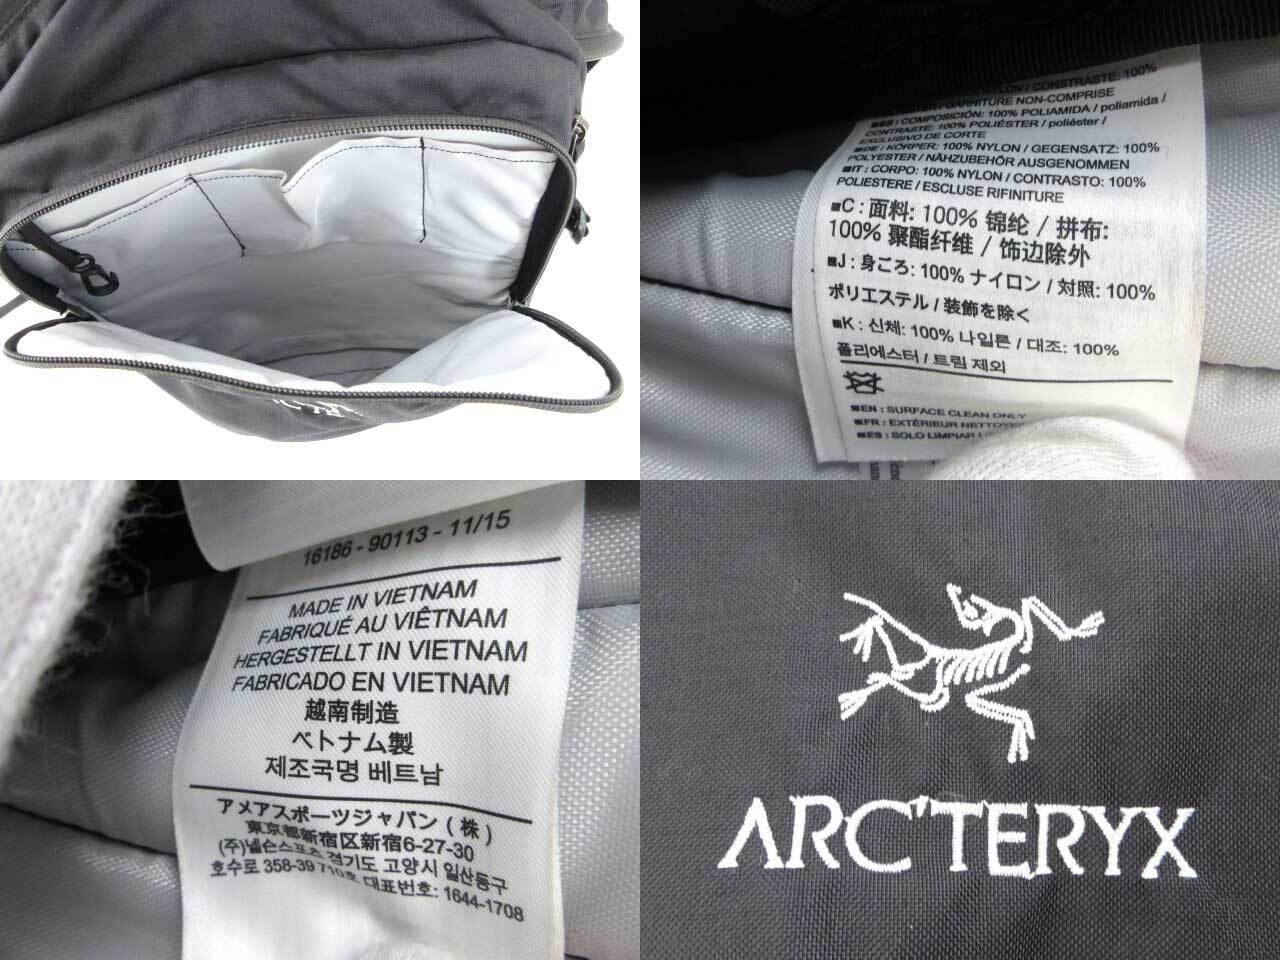 NYLON / CONSTRASTE: 100%
GARNITURE NON-COMPRISE
■ES: COMPOSICIÓN: 100% POLIAMIDA / poliamida /
CONTRASTE: 100% POLIÉSTER / poliéster /
EXCLUSIVO DE CORTE
■DE: KÖRPER: 100% NYLON / GEGENSATZ: 100%
POLYESTER / NÄHZUBEHÖR AUSGENOMMEN
■IT: CORPO: 100% NYLON / CONTRASTO: 100%
POLIESTERE / ESCLUSE RIFINITURE
■C: 面料: 100% 锦纶 / 拼布:
100% 聚酯纤维 / 饰边除外
■J: 身ごろ: 100% ナイロン / 対照: 100%
ポリエステル / 装飾を除く
■K: 신체: 100% 나일론 / 대조: 100%
폴리에스터 / 트림 제외
■EN: SURFACE CLEAN ONLY
■FR: EXTÉRIEUR
■ES: SOLO LIMPIAR
16186 - 90113 - 11/15
MADE IN VIETNAM
FABRIQUÉ AU VIÊTNAM
HERGESTELLT IN VIETNAM
FABRICADO EN VIETNAM
越南制造
ベトナム製
제조국명 베트남
アメアスポーツジャパン (株)
東京都新宿区新宿6-27-30
(주)넬슨스포츠 경기도 고양시 일산동구
호수로 358-39 710호 대표번호: 1644-1708
ARC'TERYX